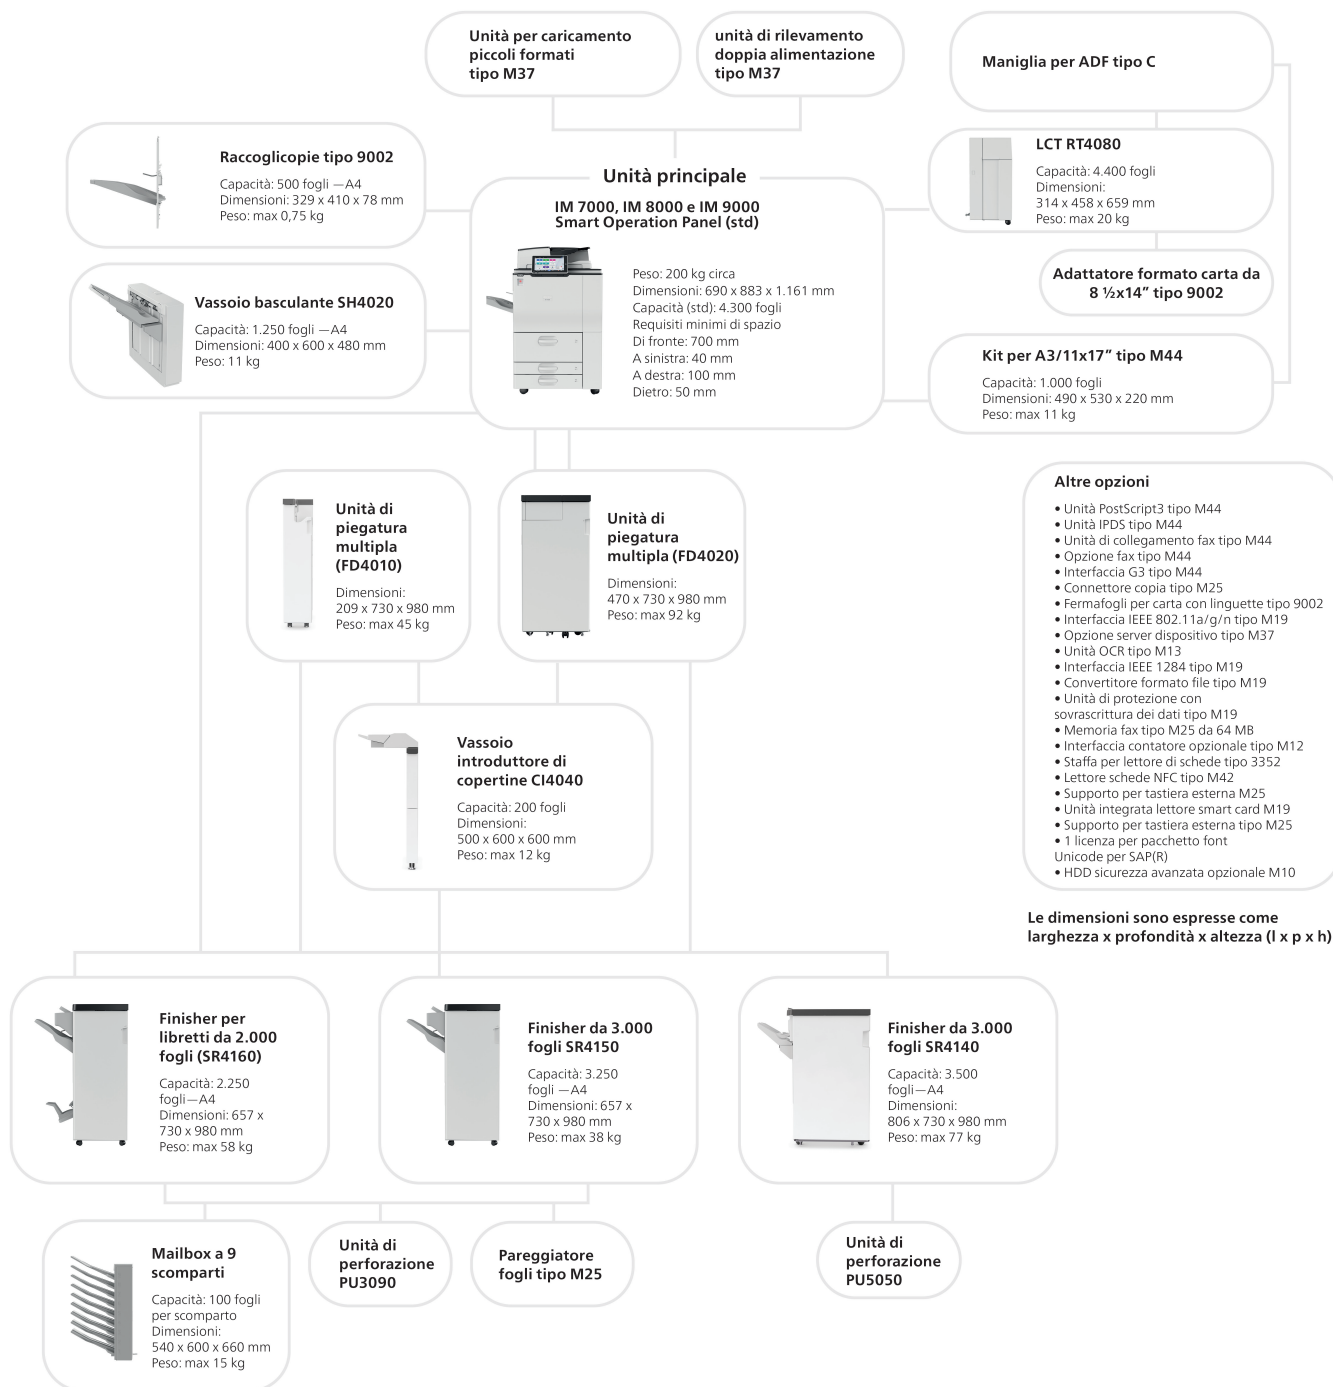 Unità per caricamento
piccoli formati
tipo M37
unità di rilevamento
doppia alimentazione
tipo M37
Maniglia per ADF tipo C
Raccoglicopie tipo 9002
Capacità: 500 fogli —A4
Dimensioni: 329 x 410 x 78 mm
Peso: max 0,75 kg
Vassoio basculante SH4020
Capacità: 1.250 fogli —A4
Dimensioni: 400 x 600 x 480 mm
Peso: 11 kg
Unità principale
IM 7000, IM 8000 e IM 9000
Smart Operation Panel (std)
Peso: 200 kg circa
Dimensioni: 690 x 883 x 1.161 mm
Capacità (std): 4.300 fogli
Requisiti minimi di spazio
Di fronte: 700 mm
A sinistra: 40 mm
A destra: 100 mm
Dietro: 50 mm
LCT RT4080
Capacità: 4.400 fogli
Dimensioni:
314 x 458 x 659 mm
Peso: max 20 kg
Adattatore formato carta da
8 ½x14” tipo 9002
Kit per A3/11x17” tipo M44
Capacità: 1.000 fogli
Dimensioni: 490 x 530 x 220 mm
Peso: max 11 kg
Unità di
piegatura
multipla
(FD4010)
Dimensioni:
209 x 730 x 980 mm
Peso: max 45 kg
Unità di
piegatura
multipla (FD4020)
Dimensioni:
470 x 730 x 980 mm
Peso: max 92 kg
Altre opzioni
• Unità PostScript3 tipo M44
• Unità IPDS tipo M44
• Unità di collegamento fax tipo M44
• Opzione fax tipo M44
• Interfaccia G3 tipo M44
• Connettore copia tipo M25
• Fermafogli per carta con linguette tipo 9002
• Interfaccia IEEE 802.11a/g/n tipo M19
• Opzione server dispositivo tipo M37
• Unità OCR tipo M13
• Interfaccia IEEE 1284 tipo M19
• Convertitore formato file tipo M19
• Unità di protezione con
sovrascrittura dei dati tipo M19
• Memoria fax tipo M25 da 64 MB
• Interfaccia contatore opzionale tipo M12
• Staffa per lettore di schede tipo 3352
• Lettore schede NFC tipo M42
• Supporto per tastiera esterna M25
• Unità integrata lettore smart card M19
• Supporto per tastiera esterna tipo M25
• 1 licenza per pacchetto font
Unicode per SAP(R)
• HDD sicurezza avanzata opzionale M10
Le dimensioni sono espresse come
larghezza x profondità x altezza (l x p x h)
Vassoio
introduttore di
copertine CI4040
Capacità: 200 fogli
Dimensioni:
500 x 600 x 600 mm
Peso: max 12 kg
Finisher per
libretti da 2.000
fogli (SR4160)
Capacità: 2.250
fogli—A4
Dimensioni: 657 x
730 x 980 mm
Peso: max 58 kg
Finisher da 3.000
fogli SR4150
Capacità: 3.250
fogli —A4
Dimensioni: 657 x
730 x 980 mm
Peso: max 38 kg
Finisher da 3.000
fogli SR4140
Capacità: 3.500
fogli—A4
Dimensioni:
806 x 730 x 980 mm
Peso: max 77 kg
Mailbox a 9
scomparti
Capacità: 100 fogli
per scomparto
Dimensioni:
540 x 600 x 660 mm
Peso: max 15 kg
Unità di
perforazione
PU3090
Pareggiatore
fogli tipo M25
Unità di
perforazione
PU5050